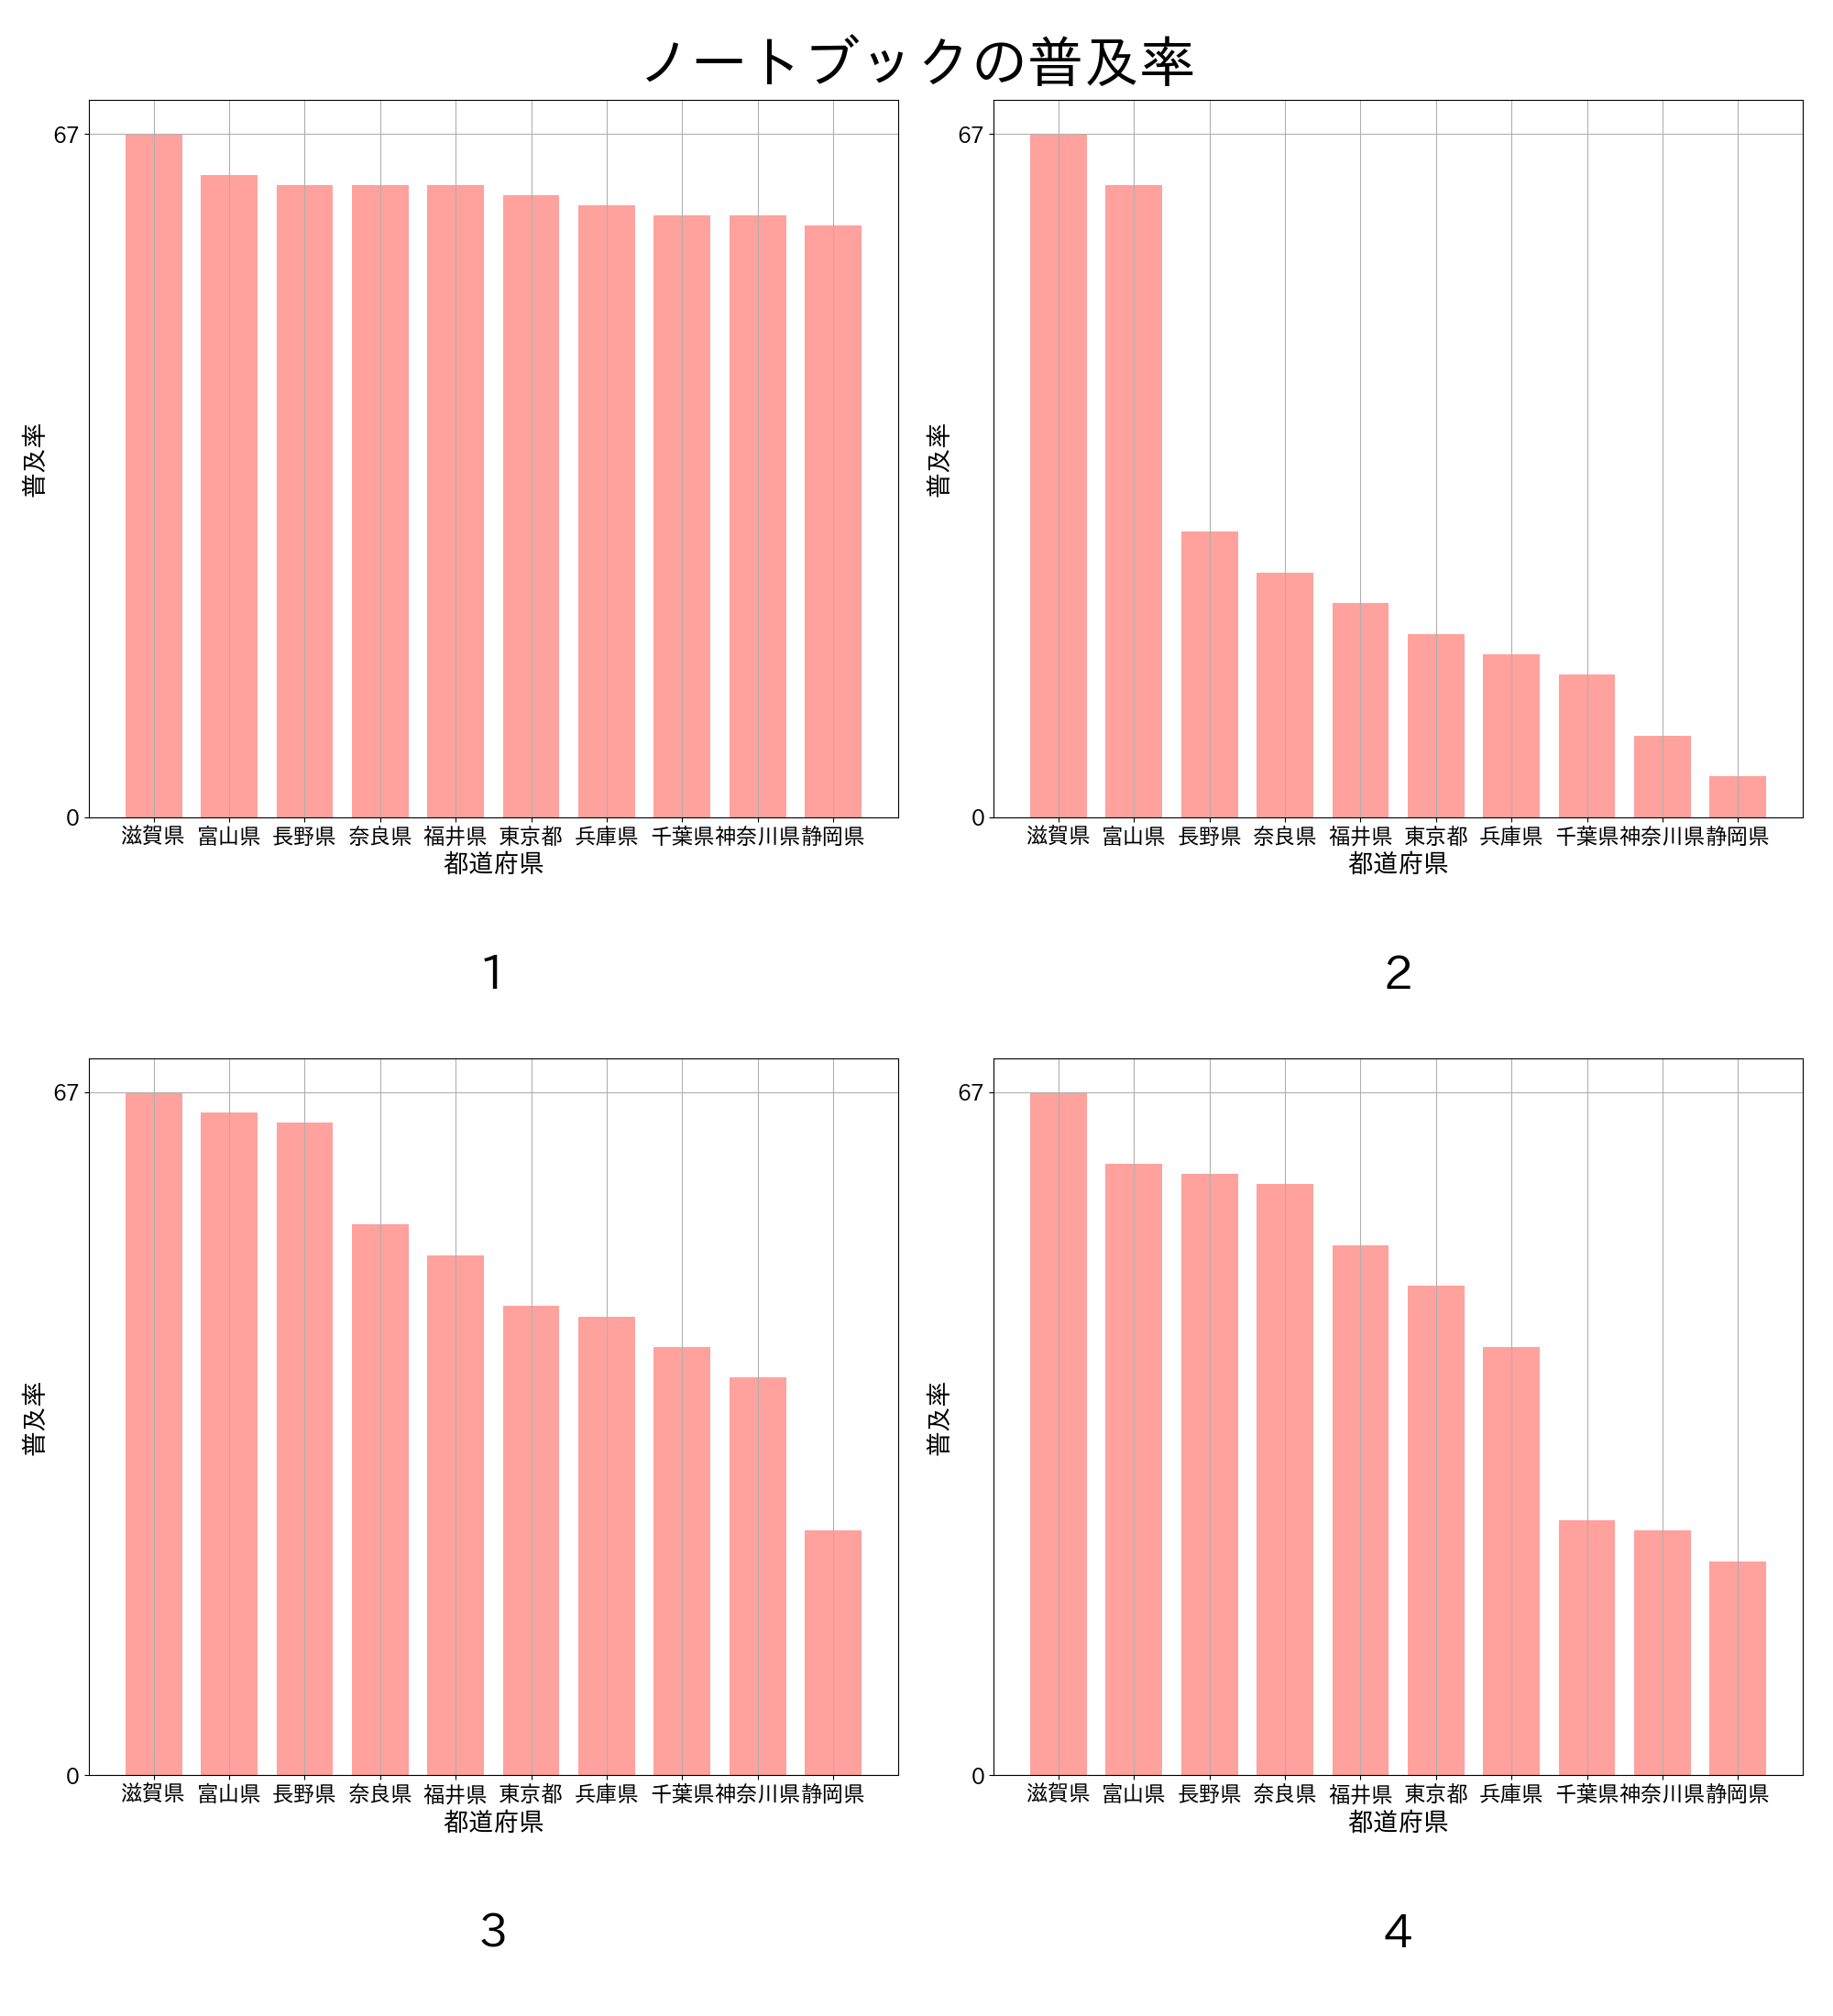 ノートブックの普及率
67
0
普及率
滋賀県 富山県 長野県 奈良県 福井県 東京都 兵庫県 千葉県 神奈川県 静岡県
都道府県
1
67
0
普及率
滋賀県 富山県 長野県 奈良県 福井県 東京都 兵庫県 千葉県 神奈川県 静岡県
都道府県
2
67
0
普及率
滋賀県 富山県 長野県 奈良県 福井県 東京都 兵庫県 千葉県 神奈川県 静岡県
都道府県
3
67
0
普及率
滋賀県 富山県 長野県 奈良県 福井県 東京都 兵庫県 千葉県 神奈川県 静岡県
都道府県
4